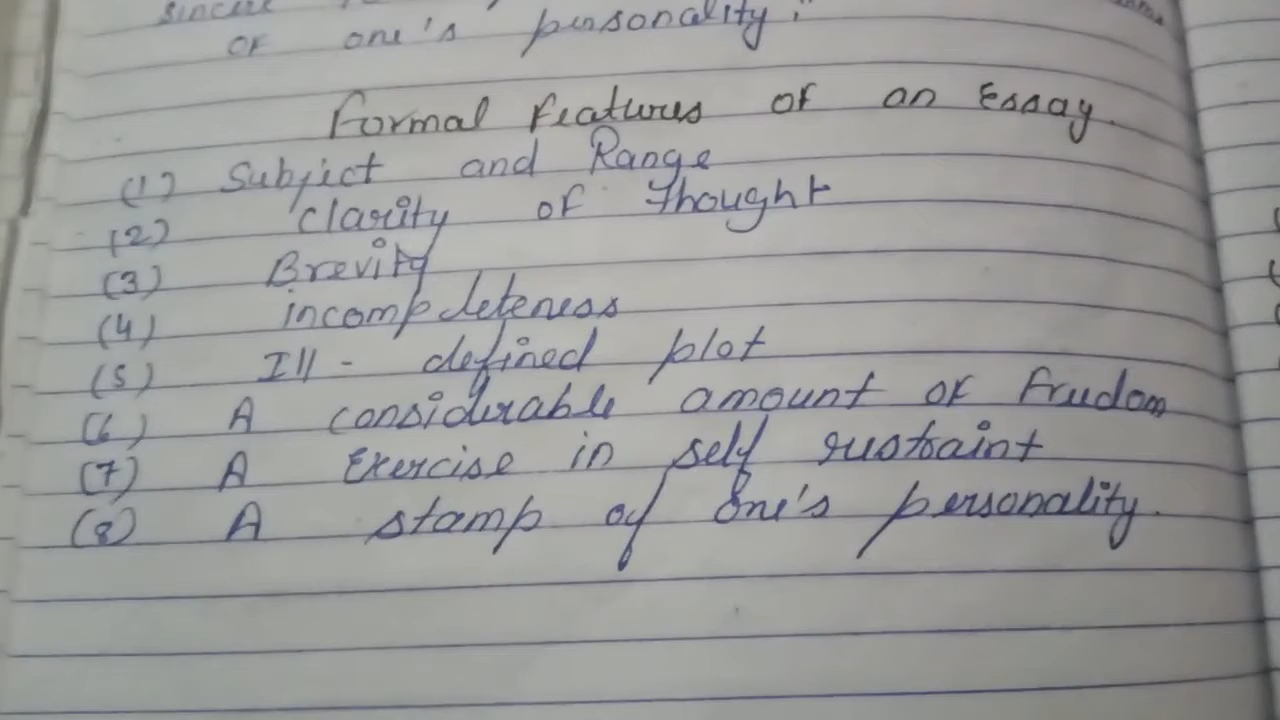 sincere
of one's personality."
Formal Features of an Essay.
(1) Subject and Range
(2) clarity of Thought
(3) Brevity
(4) incompleteness
(5) Ill-defined plot
(6) A considerable amount of Freedom
(7) A Exercise in self restraint
(8) A stamp of one's personality.